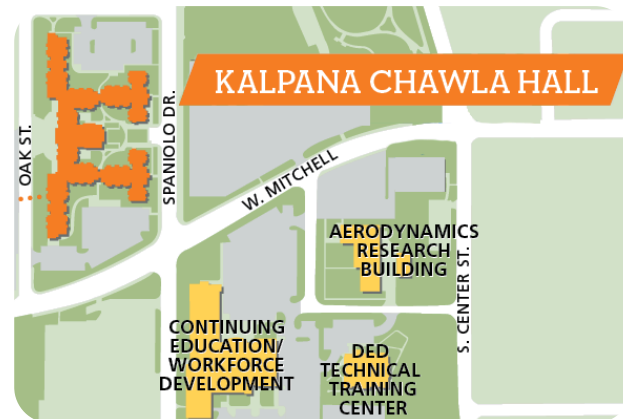 KALPANA CHAWLA HALL
OAK ST.
SPANIOLO DR.
W. MITCHELL
AERODYNAMICS
RESEARCH
BUILDING
S. CENTER ST.
CONTINUING
EDUCATION/
WORKFORCE
DEVELOPMENT
DED
TECHNICAL
TRAINING
CENTER